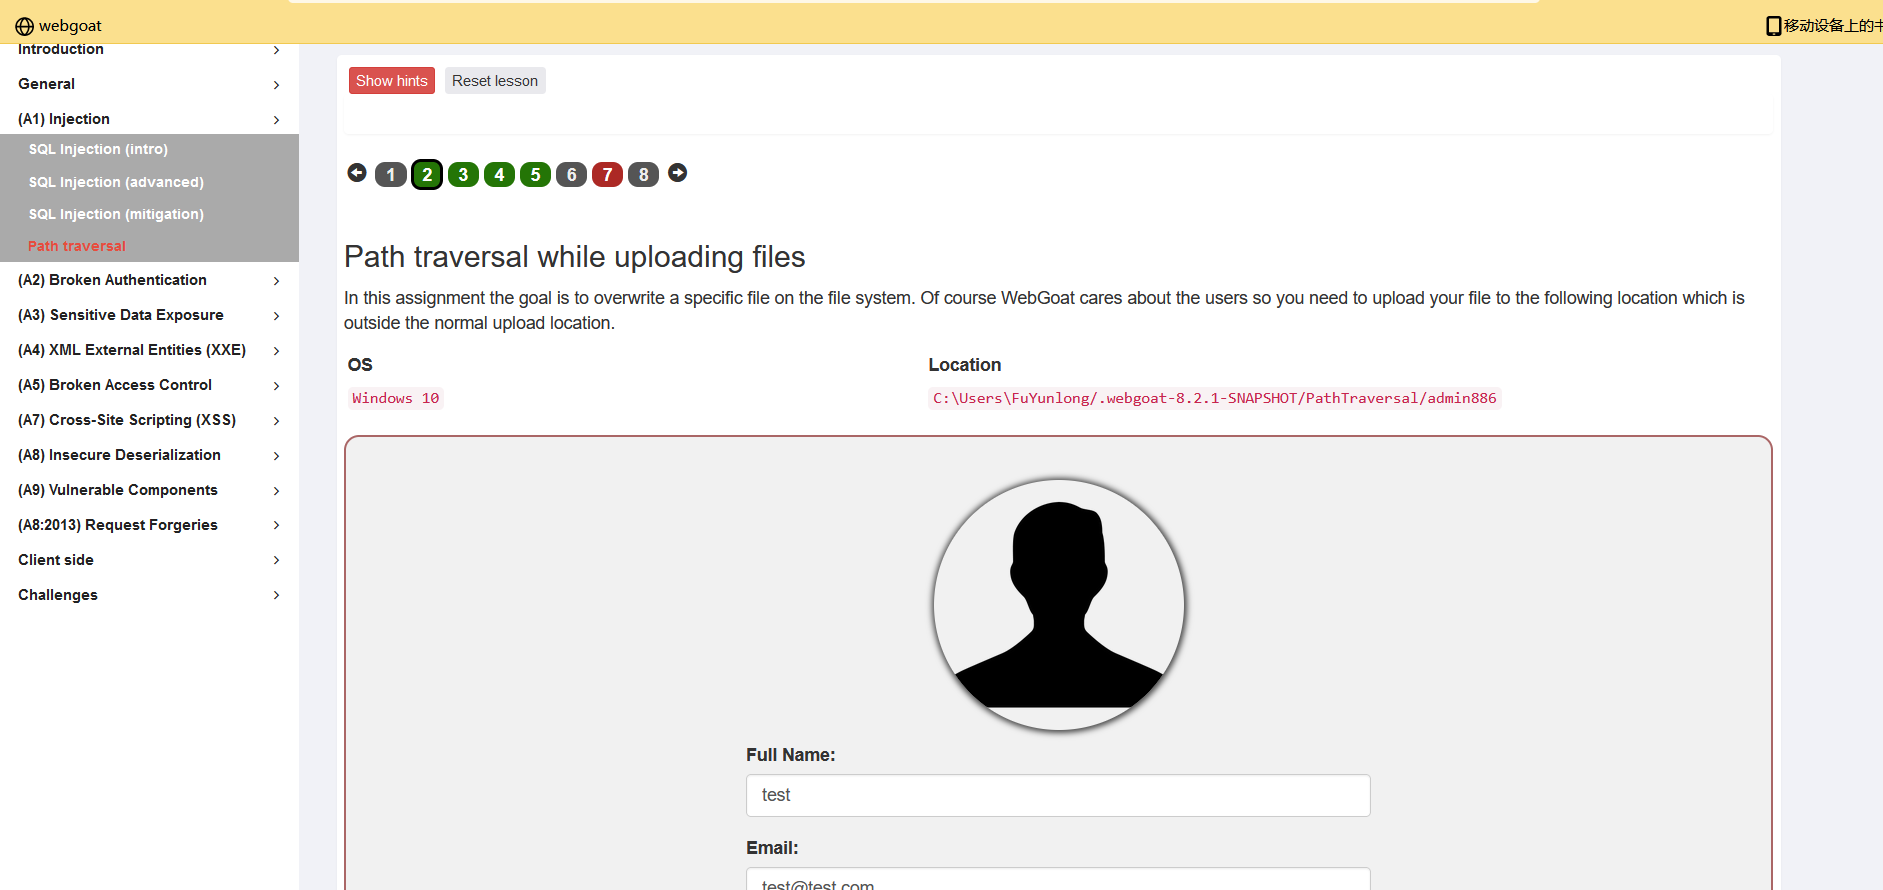 webgoat
移动设备上的书
Introduction
General
(A1) Injection
SQL Injection (intro)
SQL Injection (advanced)
SQL Injection (mitigation)
Path traversal
(A2) Broken Authentication
(A3) Sensitive Data Exposure
(A4) XML External Entities (XXE)
(A5) Broken Access Control
(A7) Cross-Site Scripting (XSS)
(A8) Insecure Deserialization
(A9) Vulnerable Components
(A8:2013) Request Forgeries
Client side
Challenges
Show hints Reset lesson
1 2 3 4 5 6 7 8
Path traversal while uploading files
In this assignment the goal is to overwrite a specific file on the file system. Of course WebGoat cares about the users so you need to upload your file to the following location which is
outside the normal upload location.
OS Location
Windows 10 C:\Users\FuYunlong/.webgoat-8.2.1-SNAPSHOT/PathTraversal/admin886
Full Name:
test
Email:
test@test.com